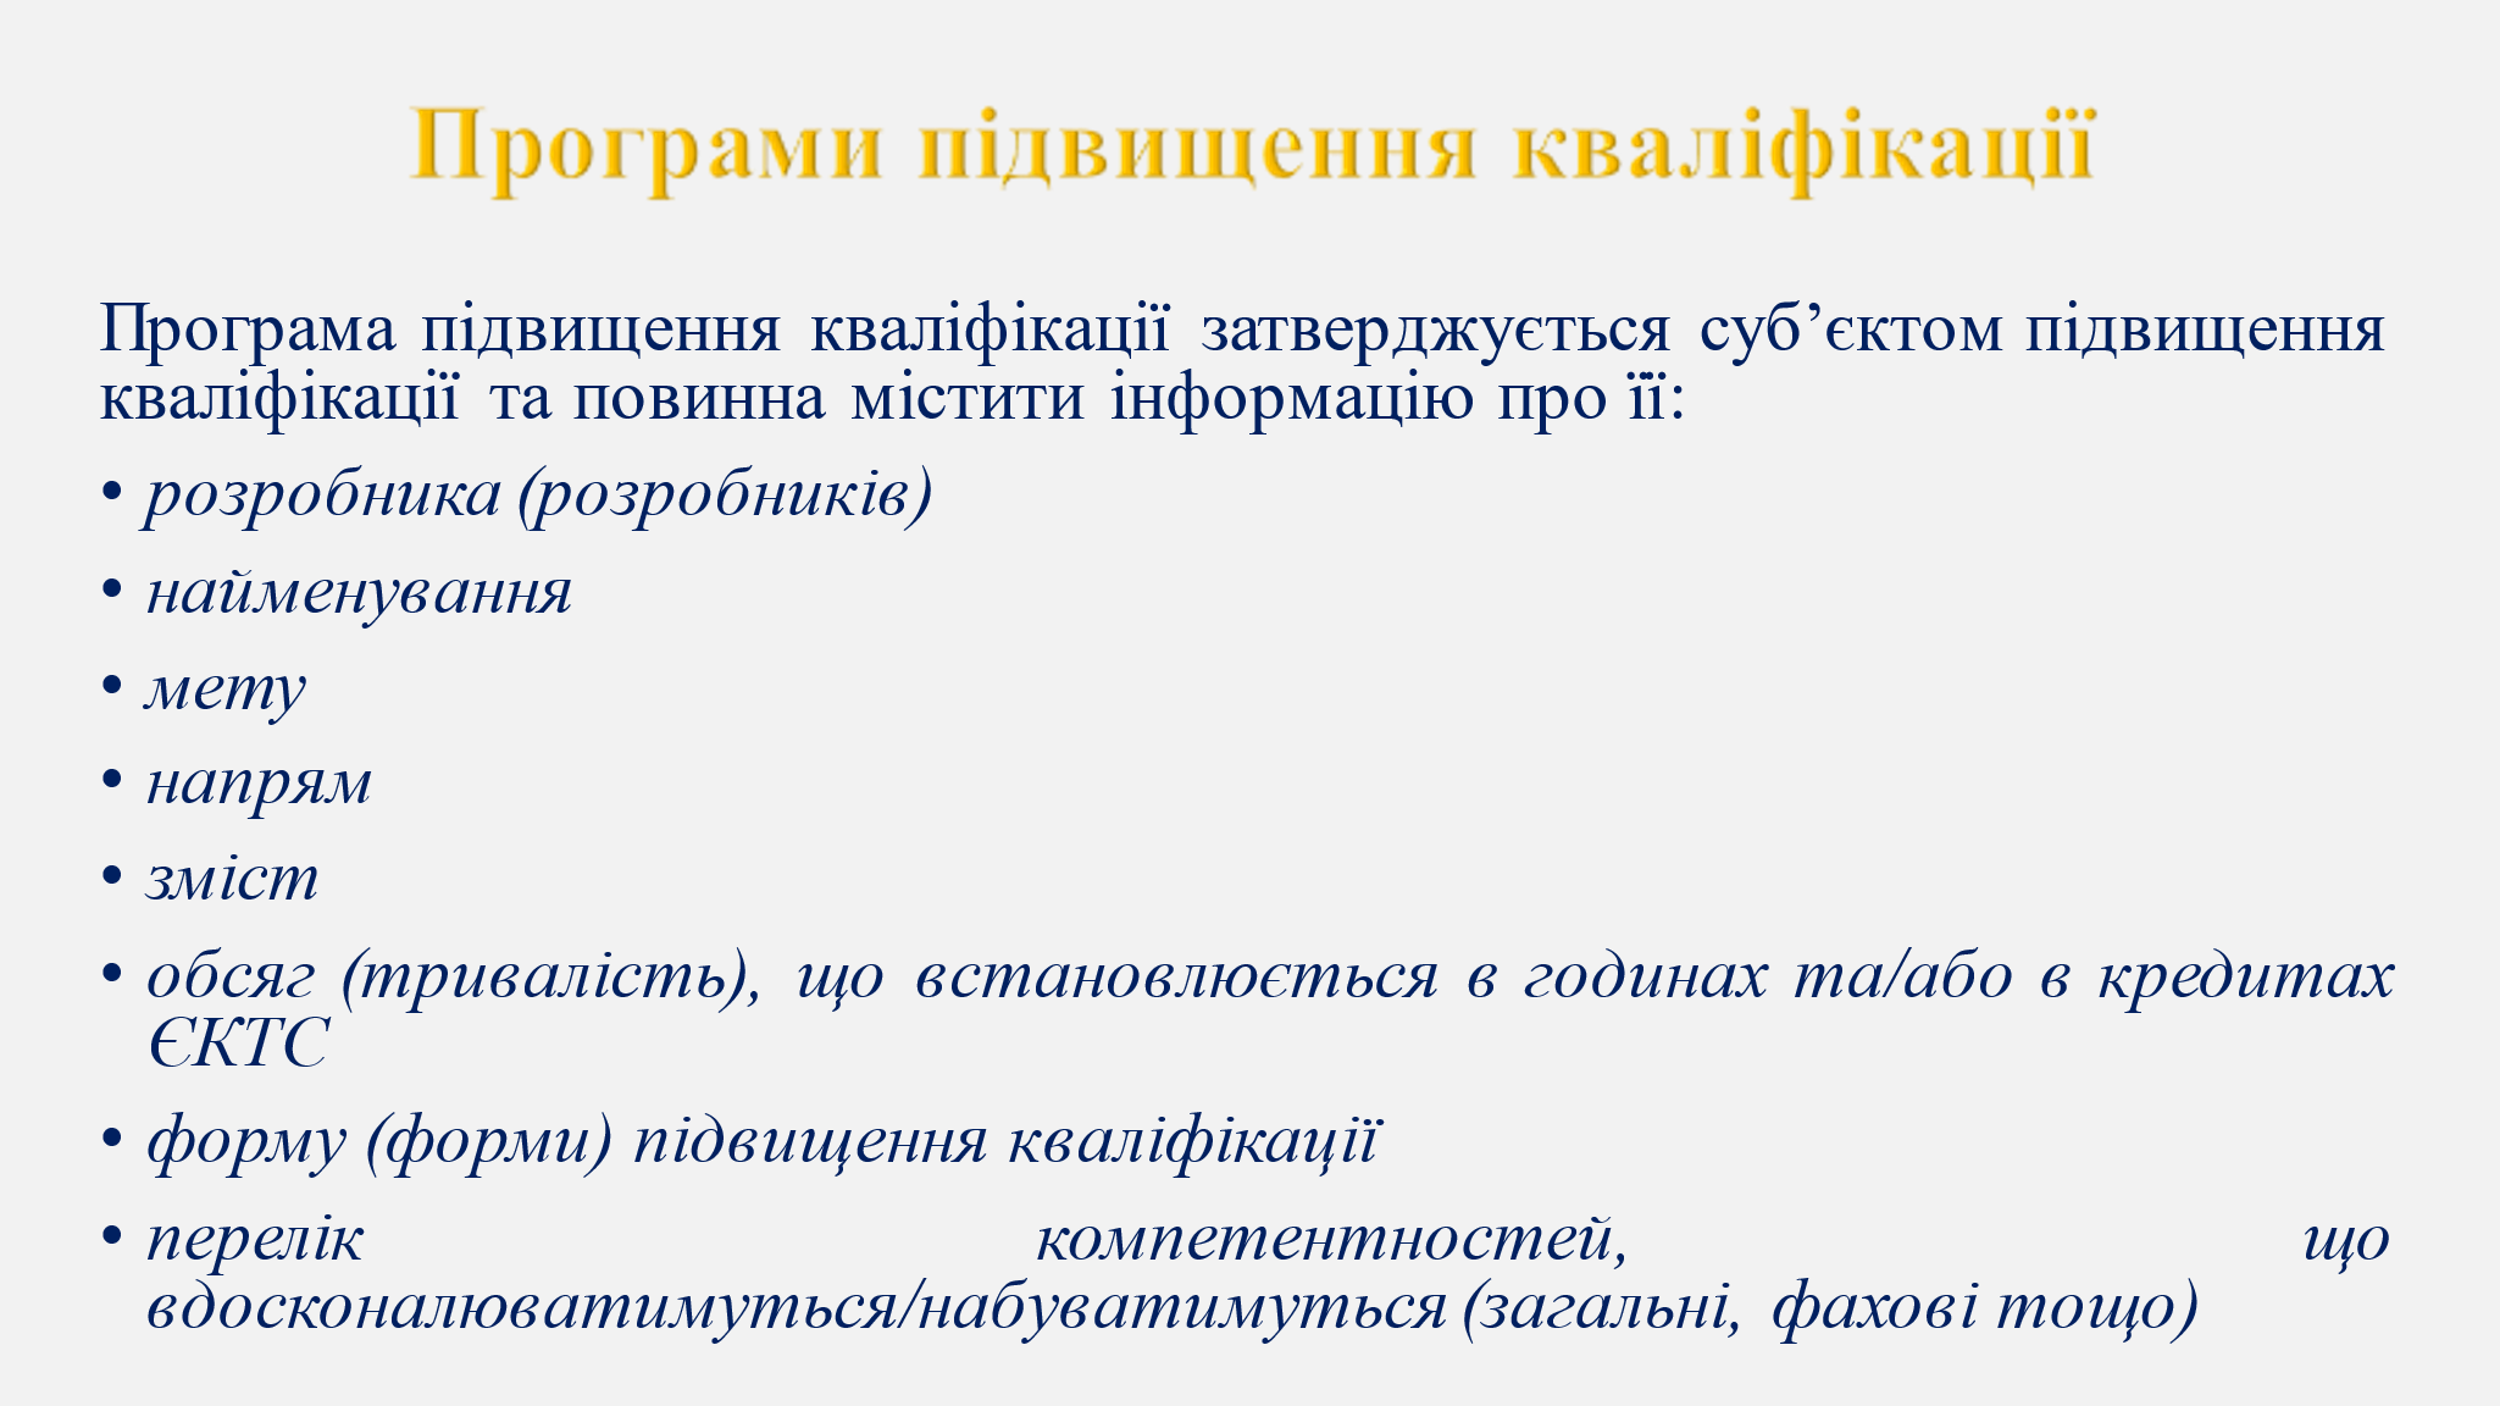 Програми підвищення кваліфікації
Програма підвищення кваліфікації затверджується суб’єктом підвищення
кваліфікації та повинна містити інформацію про її:
• розробника (розробників)
• найменування
• мету
• напрям
• зміст
• обсяг (тривалість), що встановлюється в годинах та/або в кредитах
ЄКТС
• форму (форми) підвищення кваліфікації
• перелік компетентностей, що
вдосконалюватимуться/набуватимуться (загальні, фахові тощо)